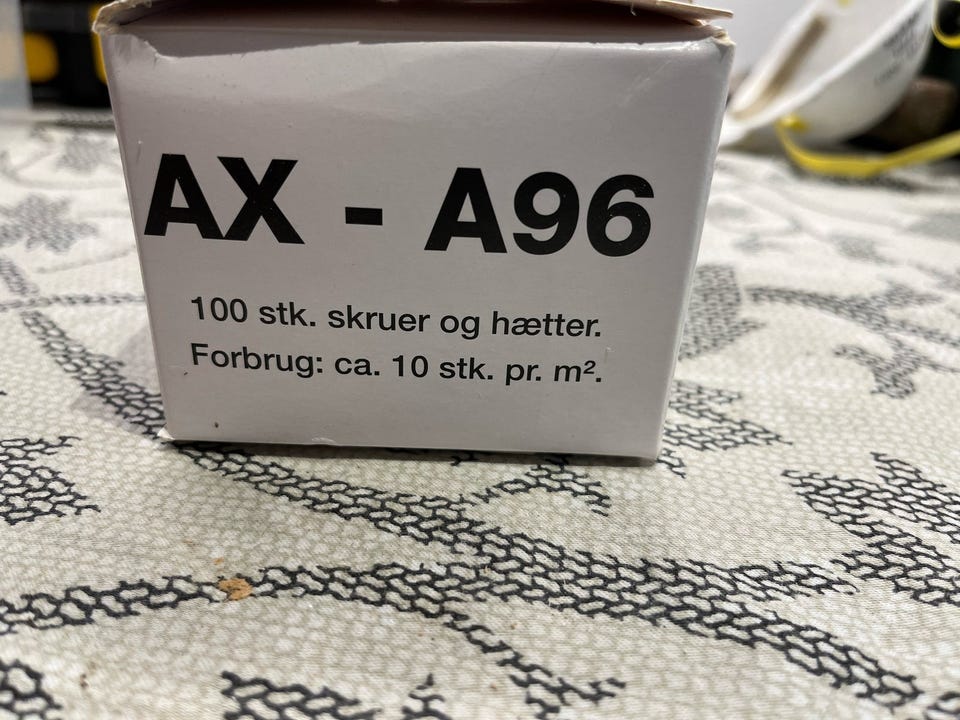 AX - A96
100 stk. skruer og hætter.
Forbrug: ca. 10 stk. pr. m².